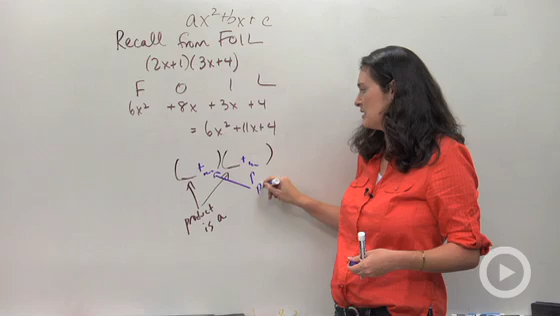 ax²+bx+c
Recall from FOIL
(2x+1)(3x+4)
F O I L
6x² +8x +3x +4
= 6x²+11x+4
(_+_)(_+_)
product
is a